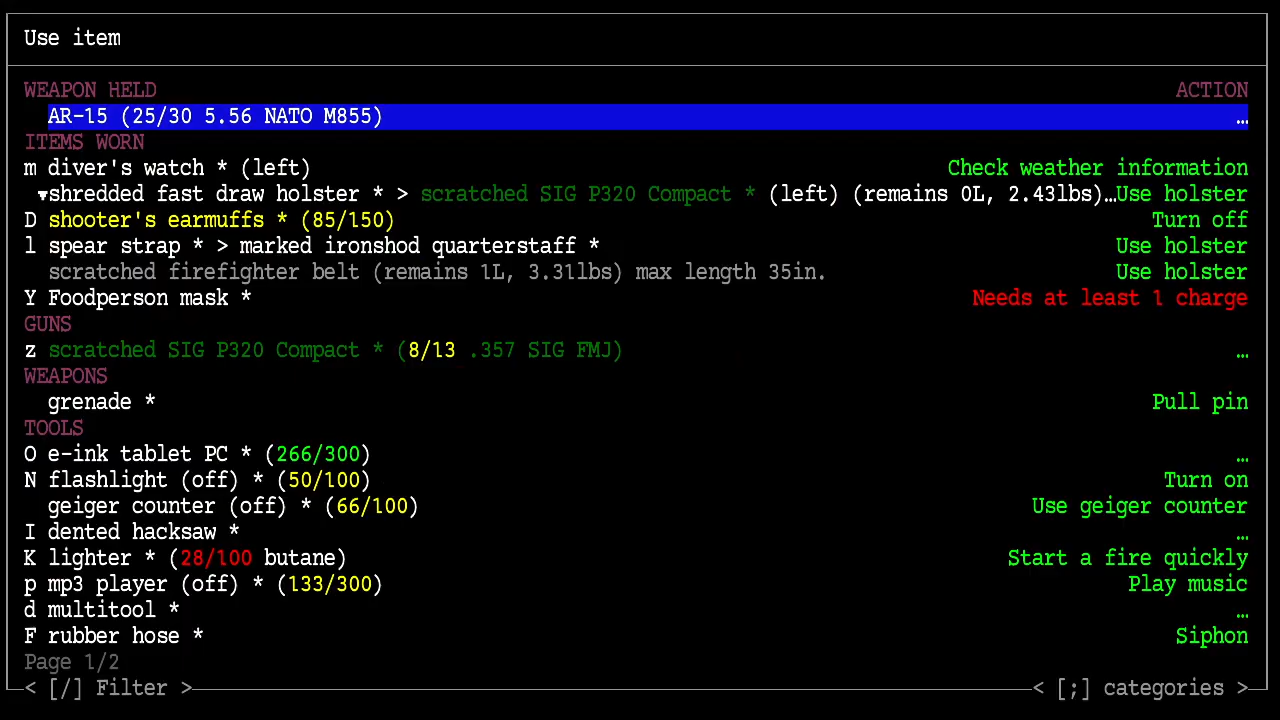 Use item
WEAPON HELD ACTION
AR-15 (25/30 5.56 NATO M855) …
ITEMS WORN
m diver's watch * (left) Check weather information
▾shredded fast draw holster * > scratched SIG P320 Compact * (left) (remains 0L, 2.43lbs)…Use holster
D shooter's earmuffs * (85/150) Turn off
l spear strap * > marked ironshod quarterstaff * Use holster
scratched firefighter belt (remains 1L, 3.31lbs) max length 35in. Use holster
Y Foodperson mask * Needs at least 1 charge
GUNS
z scratched SIG P320 Compact * (8/13 .357 SIG FMJ) …
WEAPONS
grenade * Pull pin
TOOLS
O e-ink tablet PC * (266/300) …
N flashlight (off) * (50/100) Turn on
geiger counter (off) * (66/100) Use geiger counter
I dented hacksaw * …
K lighter * (28/100 butane) Start a fire quickly
p mp3 player (off) * (133/300) Play music
d multitool * …
F rubber hose * Siphon
Page 1/2
< [/] Filter > < [;] categories >